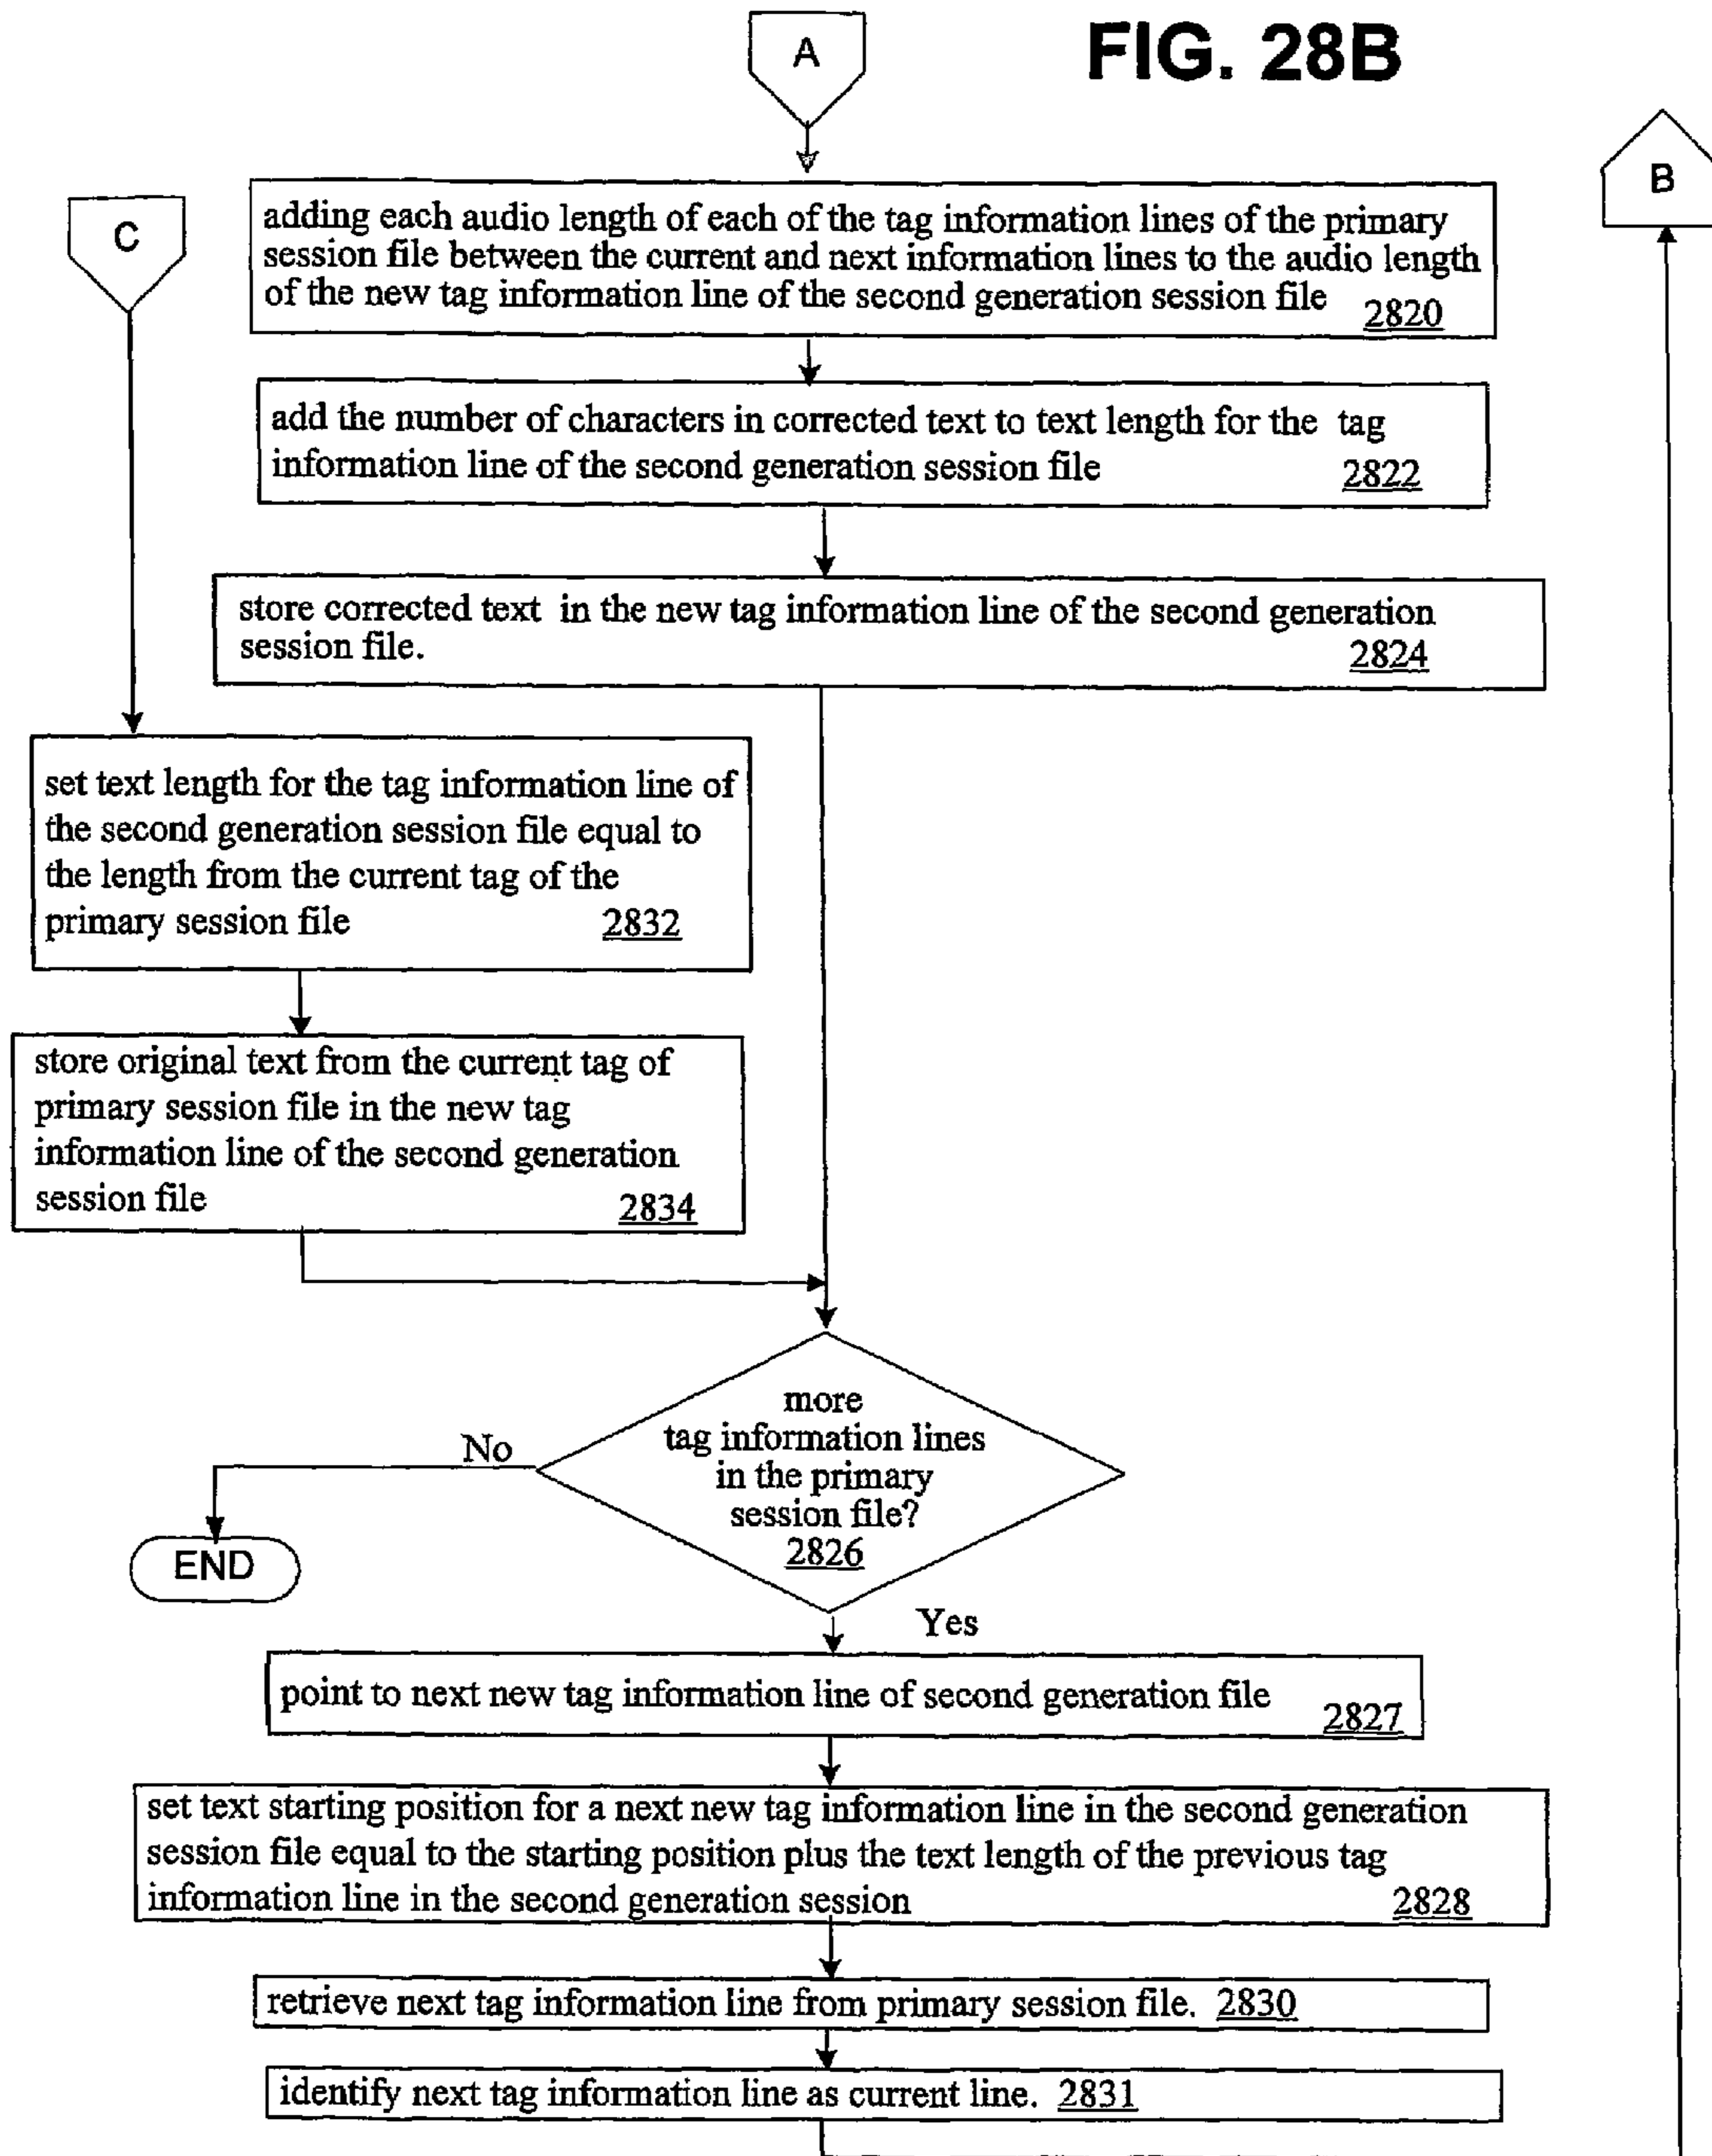 FIG. 28B
A
B
C
adding each audio length of each of the tag information lines of the primary
session file between the current and next information lines to the audio length
of the new tag information line of the second generation session file 2820
add the number of characters in corrected text to text length for the tag
information line of the second generation session file 2822
store corrected text in the new tag information line of the second generation
session file. 2824
set text length for the tag information line of
the second generation session file equal to
the length from the current tag of the
primary session file 2832
store original text from the current tag of
primary session file in the new tag
information line of the second generation
session file 2834
more
tag information lines
in the primary
session file?
2826
No
END
Yes
point to next new tag information line of second generation file 2827
set text starting position for a next new tag information line in the second generation
session file equal to the starting position plus the text length of the previous tag
information line in the second generation session 2828
retrieve next tag information line from primary session file. 2830
identify next tag information line as current line. 2831